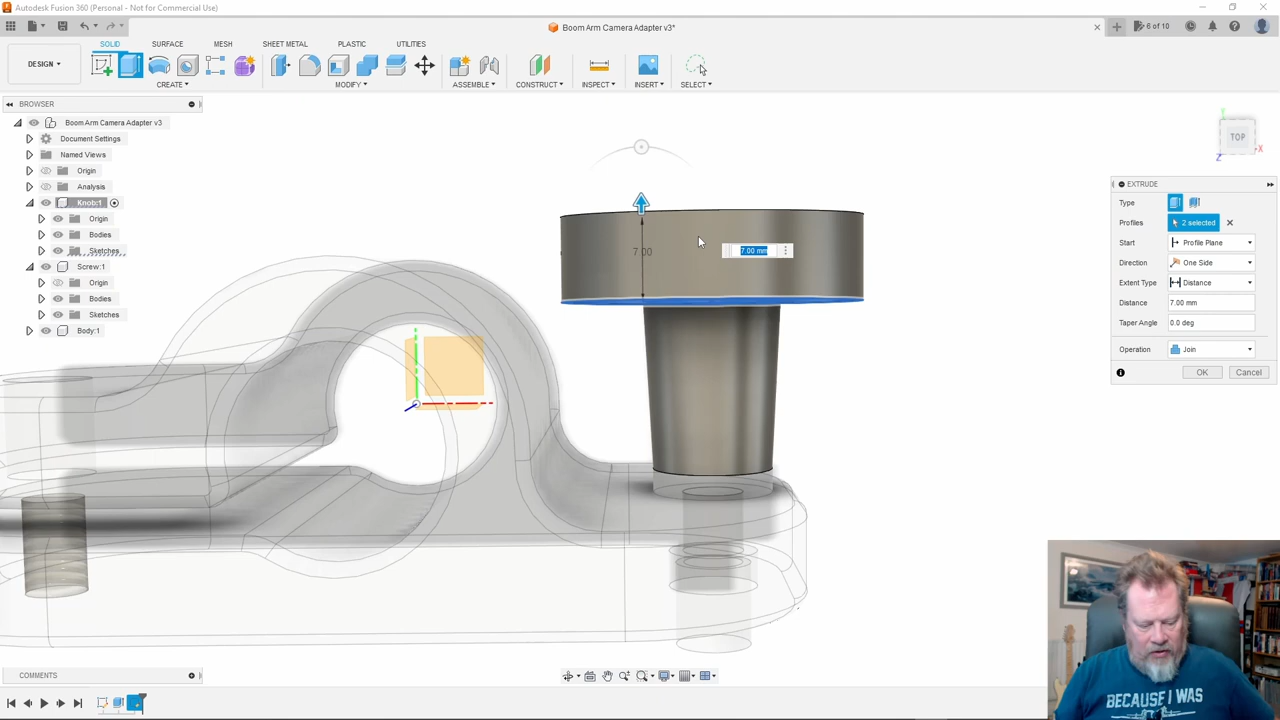 Autodesk Fusion 360 (Personal - Not for Commercial Use)
Boom Arm Camera Adapter v3*
6 of 10
SOLID SURFACE MESH SHEET METAL PLASTIC UTILITIES
DESIGN
CREATE MODIFY ASSEMBLE CONSTRUCT INSPECT INSERT SELECT
BROWSER
Boom Arm Camera Adapter v3
Document Settings
Named Views
Origin
Analysis
Knob:1
Origin
Bodies
Sketches
Screw:1
Origin
Bodies
Sketches
Body:1
TOP
X
Y
Z
7.00
7.00 mm
EXTRUDE
Type
Profiles 2 selected
Start Profile Plane
Direction One Side
Extent Type Distance
Distance 7.00 mm
Taper Angle 0.0 deg
Operation Join
OK Cancel
COMMENTS
BECAUSE I WAS